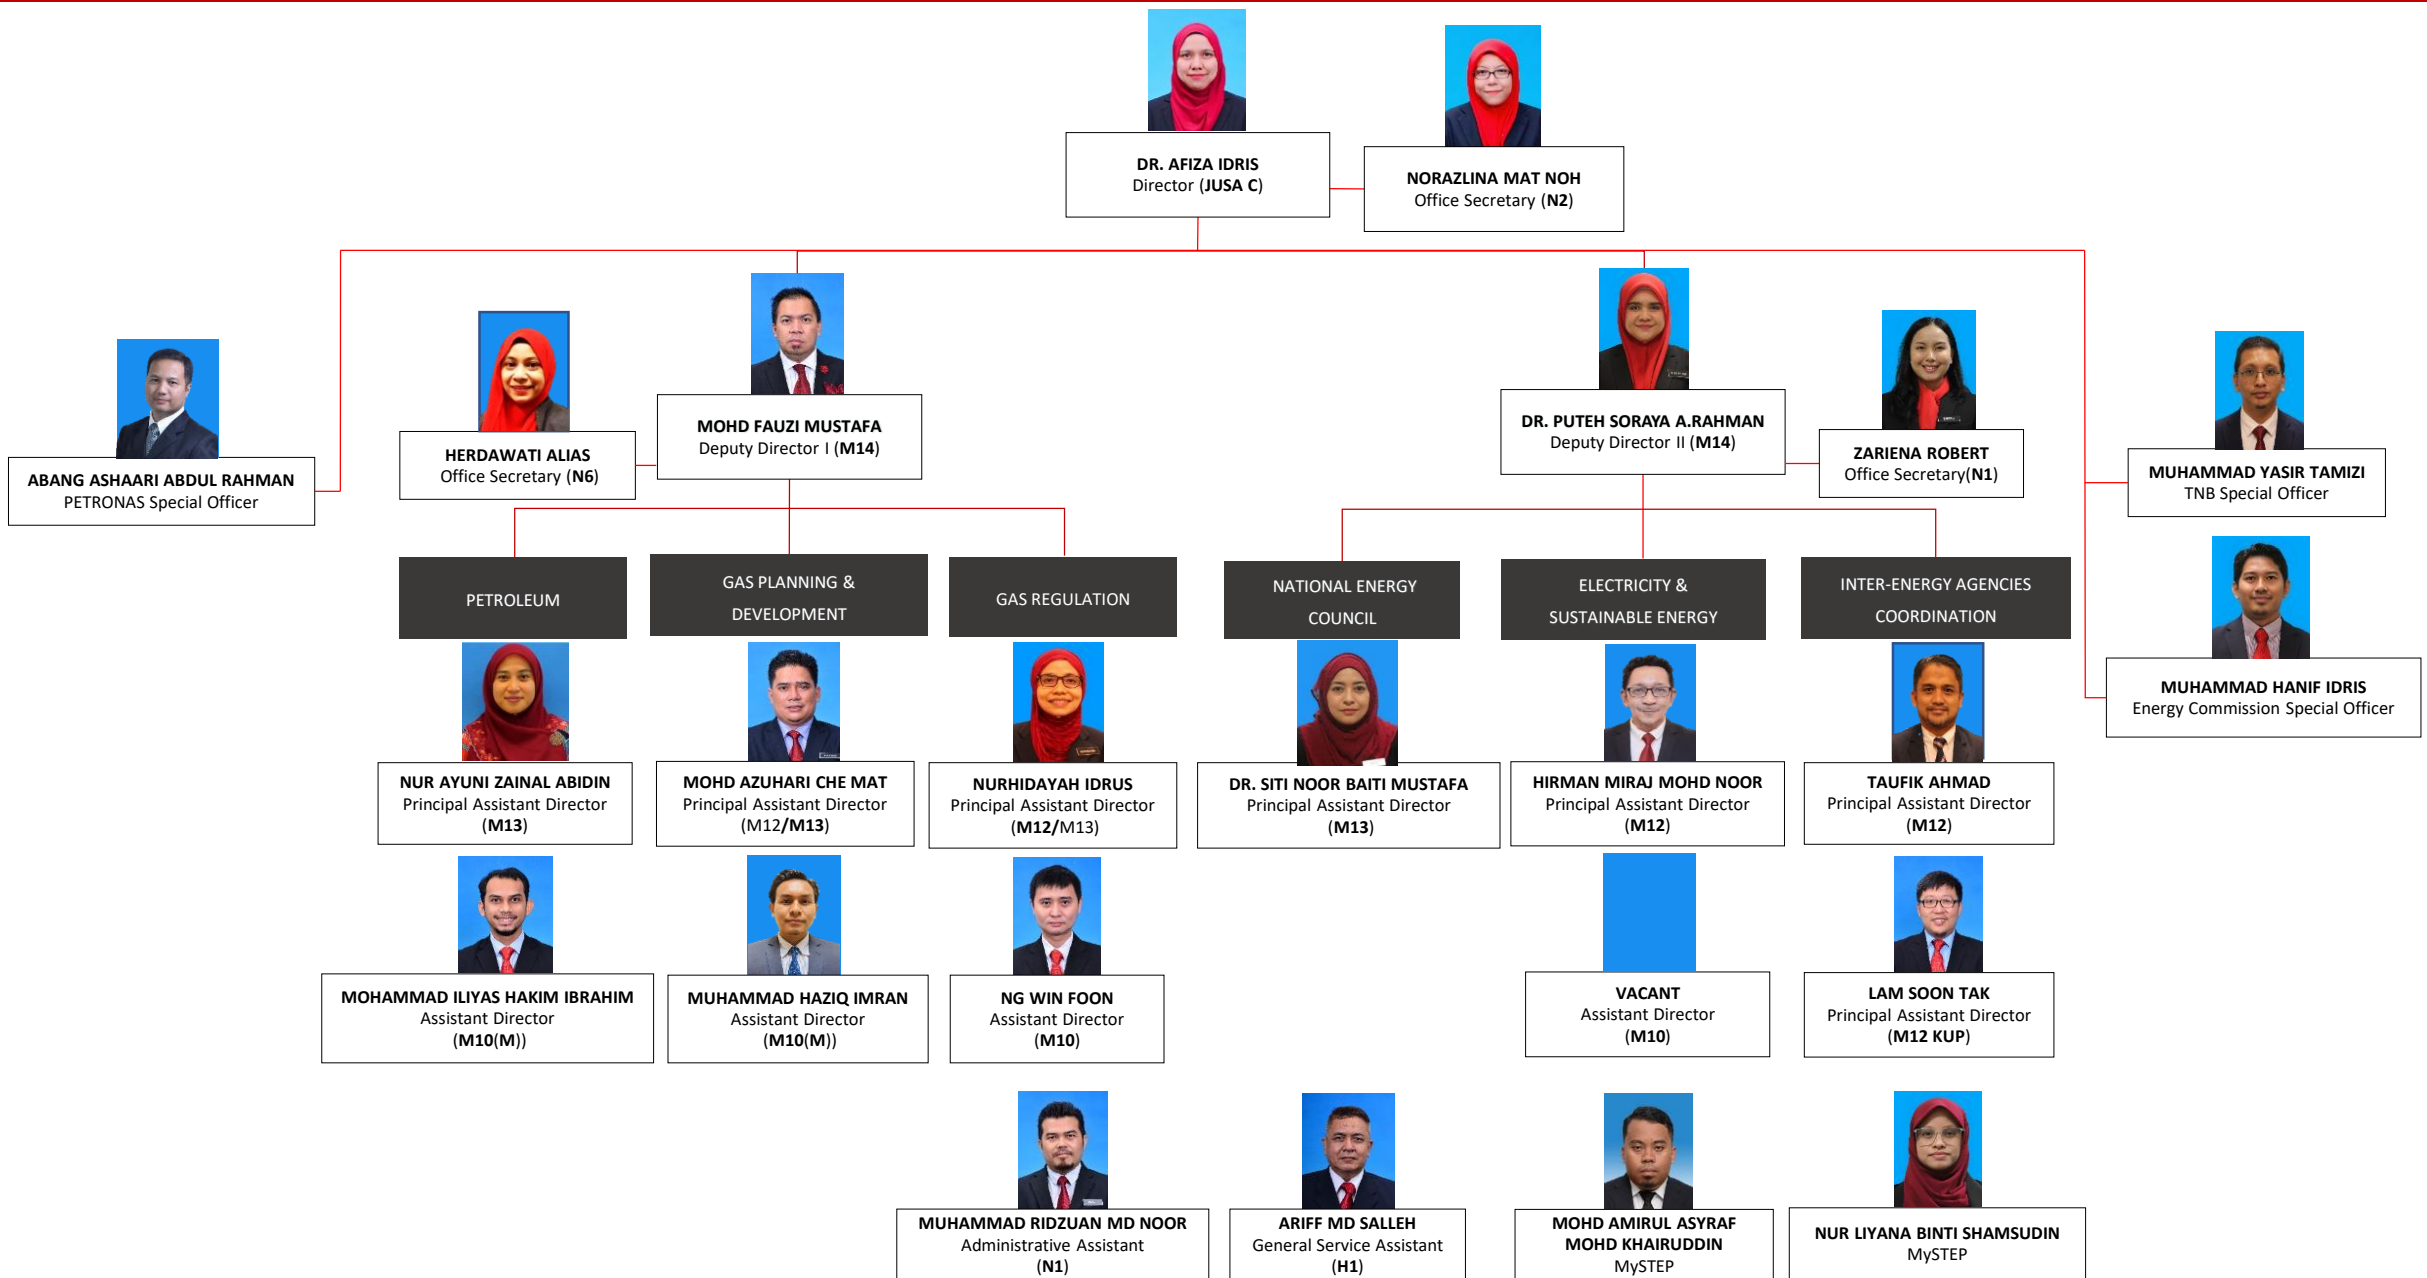 DR. AFIZA IDRIS
Director (JUSA C)
NORAZLINA MAT NOH
Office Secretary (N2)
ABANG ASHAARI ABDUL RAHMAN
PETRONAS Special Officer
HERDAWATI ALIAS
Office Secretary (N6)
MOHD FAUZI MUSTAFA
Deputy Director I (M14)
DR. PUTEH SORAYA A.RAHMAN
Deputy Director II (M14)
ZARIENA ROBERT
Office Secretary(N1)
MUHAMMAD YASIR TAMIZI
TNB Special Officer
MUHAMMAD HANIF IDRIS
Energy Commission Special Officer
PETROLEUM
GAS PLANNING &
DEVELOPMENT
GAS REGULATION
NATIONAL ENERGY
COUNCIL
ELECTRICITY &
SUSTAINABLE ENERGY
INTER-ENERGY AGENCIES
COORDINATION
NUR AYUNI ZAINAL ABIDIN
Principal Assistant Director
(M13)
MOHD AZUHARI CHE MAT
Principal Assistant Director
(M12/M13)
NURHIDAYAH IDRUS
Principal Assistant Director
(M12/M13)
DR. SITI NOOR BAITI MUSTAFA
Principal Assistant Director
(M13)
HIRMAN MIRAJ MOHD NOOR
Principal Assistant Director
(M12)
TAUFIK AHMAD
Principal Assistant Director
(M12)
MOHAMMAD ILIYAS HAKIM IBRAHIM
Assistant Director
(M10(M))
MUHAMMAD HAZIQ IMRAN
Assistant Director
(M10(M))
NG WIN FOON
Assistant Director
(M10)
VACANT
Assistant Director
(M10)
LAM SOON TAK
Principal Assistant Director
(M12 KUP)
MUHAMMAD RIDZUAN MD NOOR
Administrative Assistant
(N1)
ARIFF MD SALLEH
General Service Assistant
(H1)
MOHD AMIRUL ASYRAF
MOHD KHAIRUDDIN
MySTEP
NUR LIYANA BINTI SHAMSUDIN
MySTEP